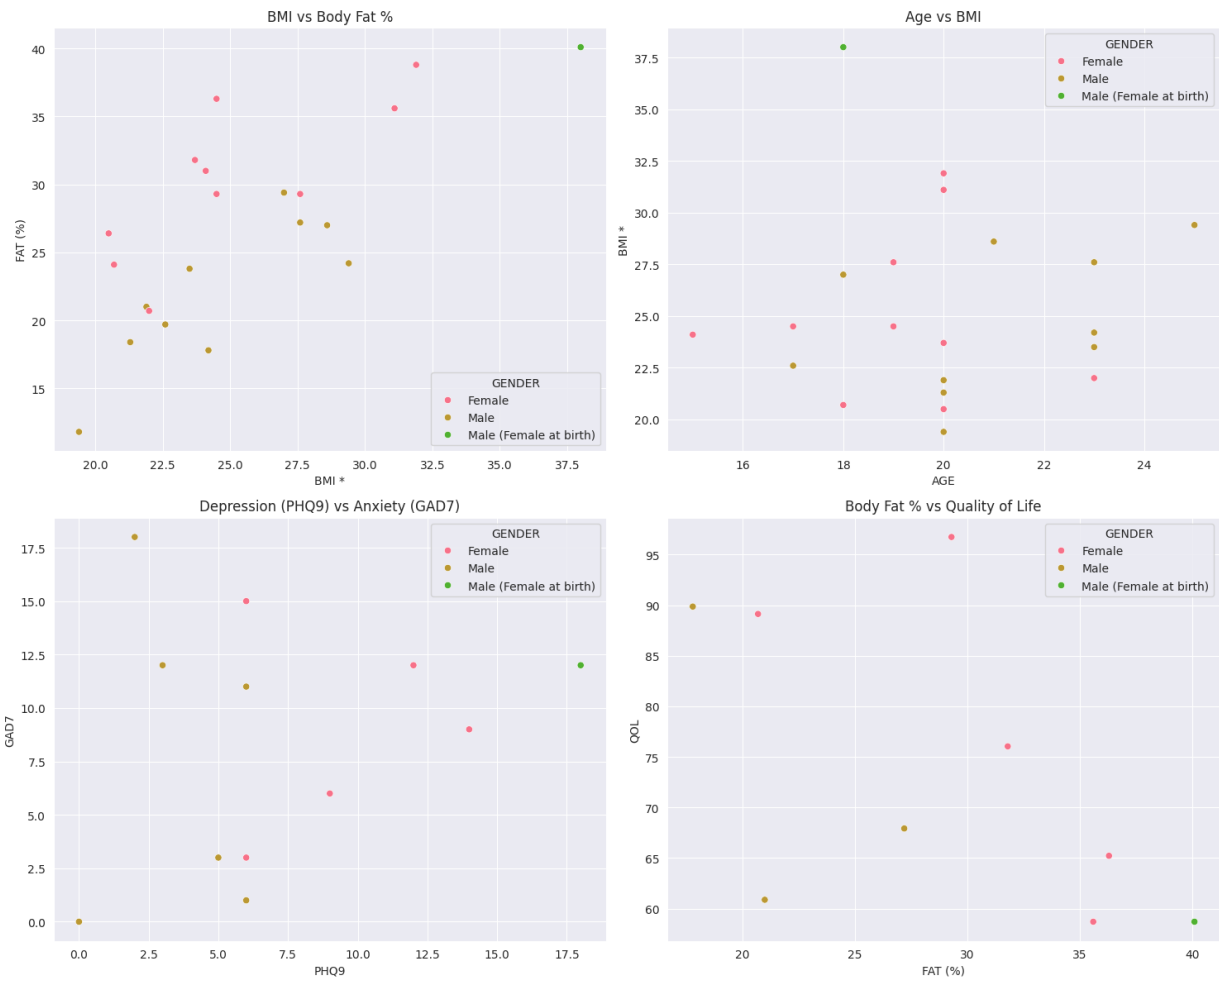 BMI vs Body Fat %
40
35
30
25
20
15
FAT (%)
20.0 22.5 25.0 27.5 30.0 32.5 35.0 37.5
BMI *
GENDER
Female
Male
Male (Female at birth)
Age vs BMI
37.5
35.0
32.5
30.0
27.5
25.0
22.5
20.0
BMI *
16 18 20 22 24
AGE
GENDER
Female
Male
Male (Female at birth)
Depression (PHQ9) vs Anxiety (GAD7)
17.5
15.0
12.5
10.0
7.5
5.0
2.5
0.0
GAD7
0.0 2.5 5.0 7.5 10.0 12.5 15.0 17.5
PHQ9
GENDER
Female
Male
Male (Female at birth)
Body Fat % vs Quality of Life
95
90
85
80
75
70
65
60
QOL
20 25 30 35 40
FAT (%)
GENDER
Female
Male
Male (Female at birth)